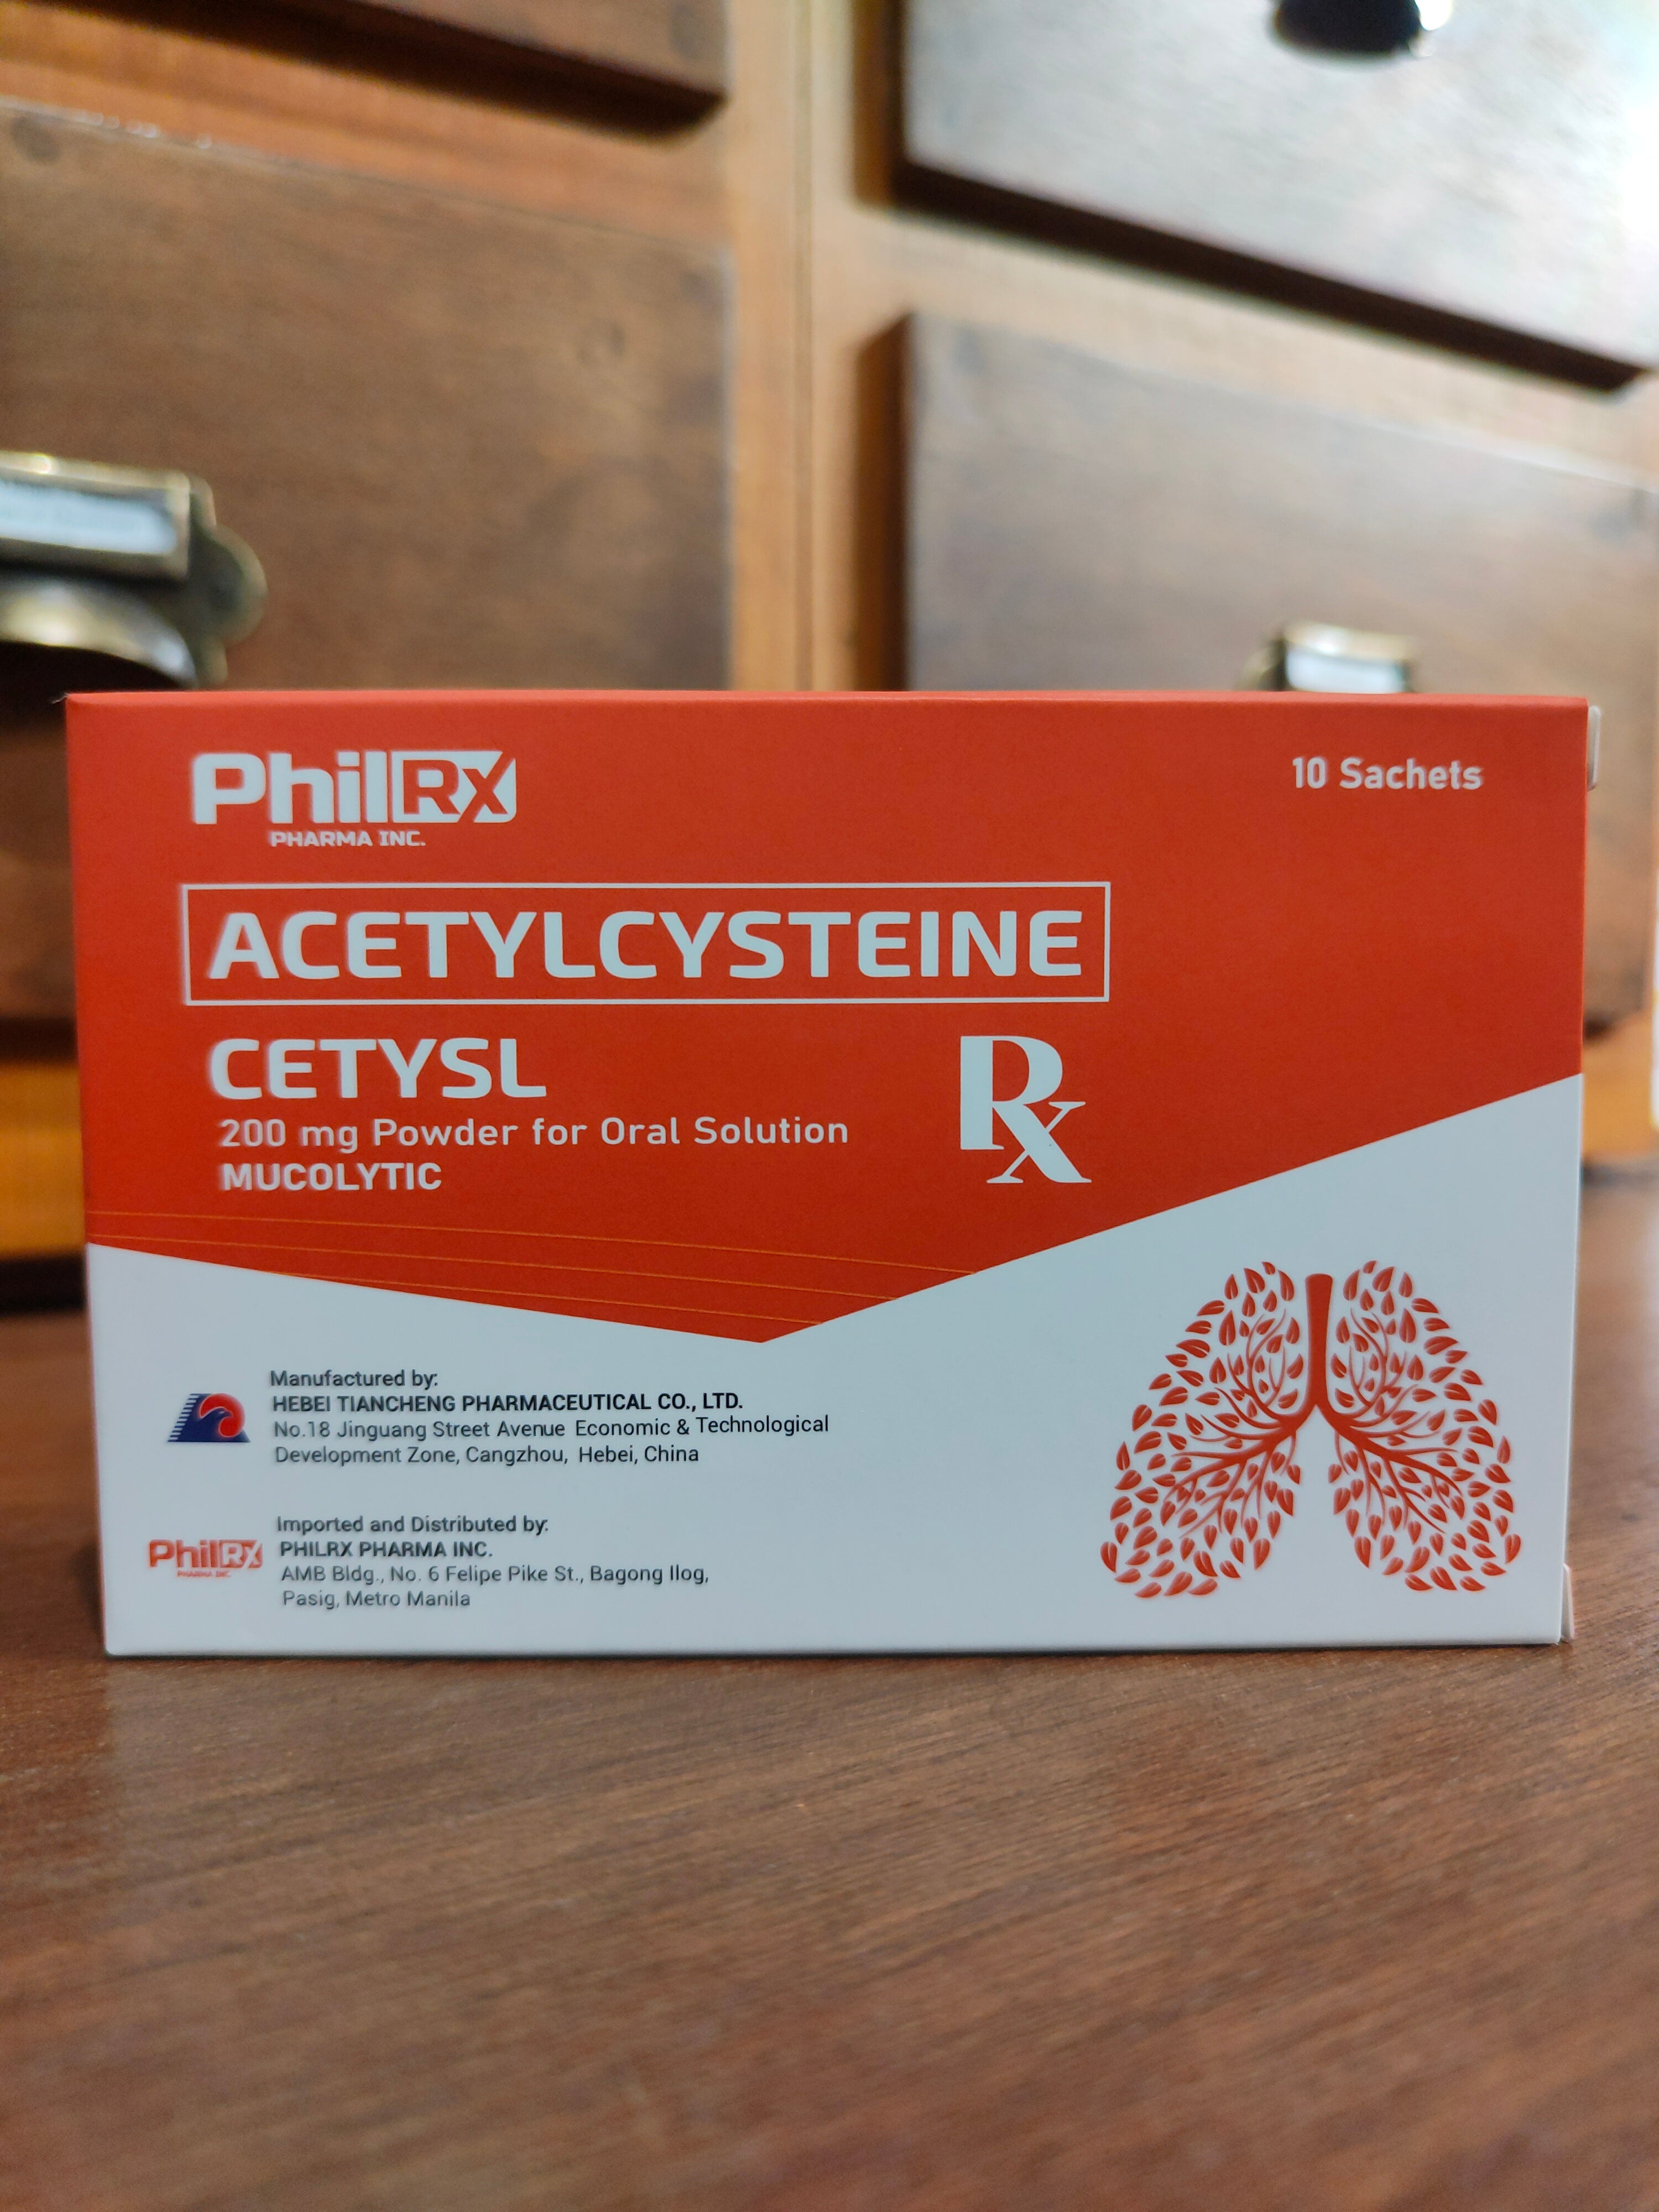 PhilRx
PHARMA INC.
10 Sachets
ACETYLCYSTEINE
CETYSL
Rx
200 mg Powder for Oral Solution
MUCOLYTIC
Manufactured by:
HEBEI TIANCHENG PHARMACEUTICAL CO., LTD.
No.18 Jinguang Street Avenue Economic & Technological
Development Zone, Cangzhou, Hebei, China
Imported and Distributed by:
PhilRx
PHARMA INC.
PHILRX PHARMA INC.
AMB Bldg., No. 6 Felipe Pike St., Bagong Ilog,
Pasig, Metro Manila